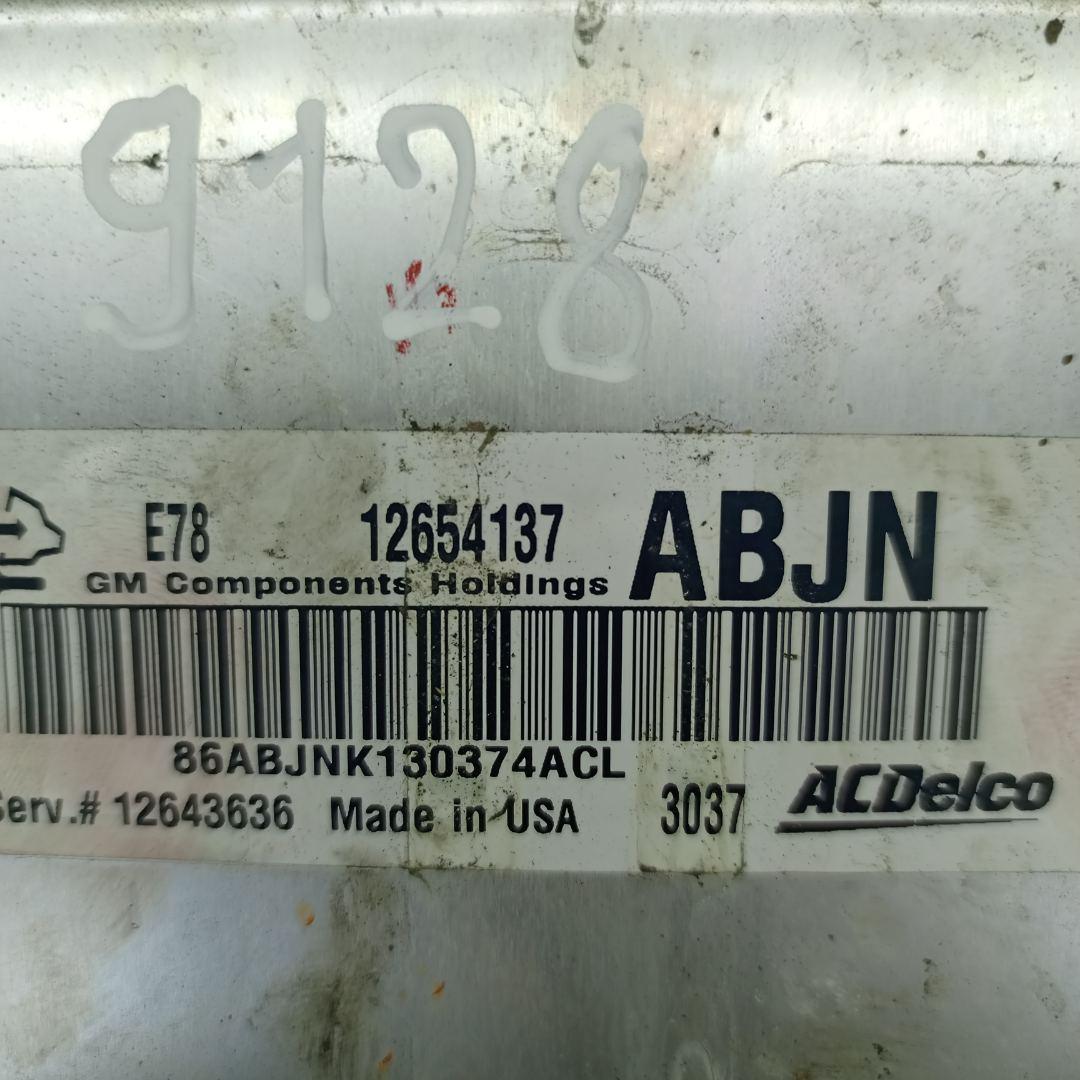 9128
E78 12654137 ABJN
GM Components Holdings
86ABJNK130374ACL
Serv.# 12643636 Made in USA 3037 ACDelco